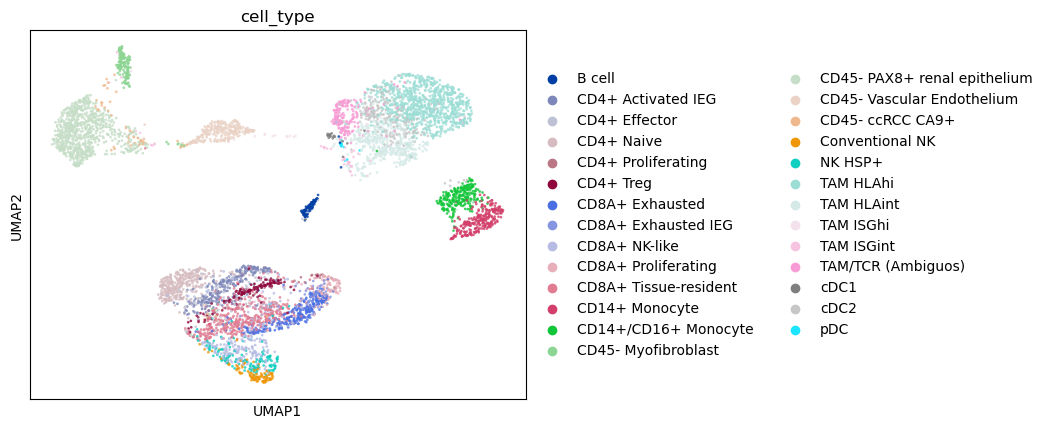 cell_type
UMAP2
UMAP1
B cell
CD4+ Activated IEG
CD4+ Effector
CD4+ Naive
CD4+ Proliferating
CD4+ Treg
CD8A+ Exhausted
CD8A+ Exhausted IEG
CD8A+ NK-like
CD8A+ Proliferating
CD8A+ Tissue-resident
CD14+ Monocyte
CD14+/CD16+ Monocyte
CD45- Myofibroblast
CD45- PAX8+ renal epithelium
CD45- Vascular Endothelium
CD45- ccRCC CA9+
Conventional NK
NK HSP+
TAM HLAhi
TAM HLAint
TAM ISGhi
TAM ISGint
TAM/TCR (Ambiguos)
cDC1
cDC2
pDC